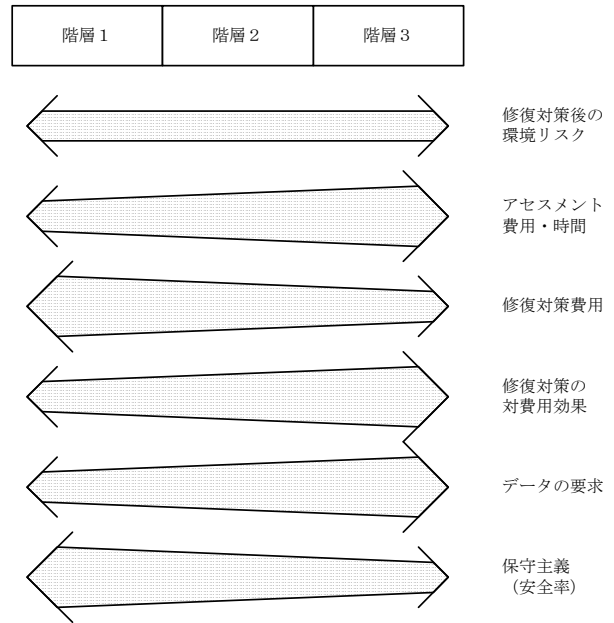 階層１ 階層２ 階層３
修復対策後の
環境リスク
アセスメント
費用・時間
修復対策費用
修復対策の
対費用効果
データの要求
保守主義
（安全率）